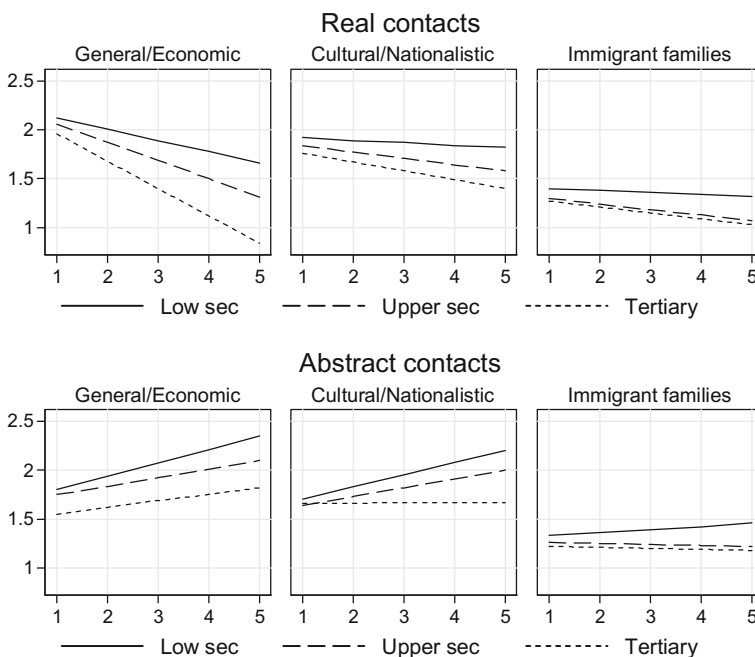 Real contacts
General/Economic Cultural/Nationalistic Immigrant families
2.5
2
1.5
1
1 2 3 4 5 1 2 3 4 5 1 2 3 4 5
Low sec Upper sec Tertiary
Abstract contacts
General/Economic Cultural/Nationalistic Immigrant families
2.5
2
1.5
1
1 2 3 4 5 1 2 3 4 5 1 2 3 4 5
Low sec Upper sec Tertiary